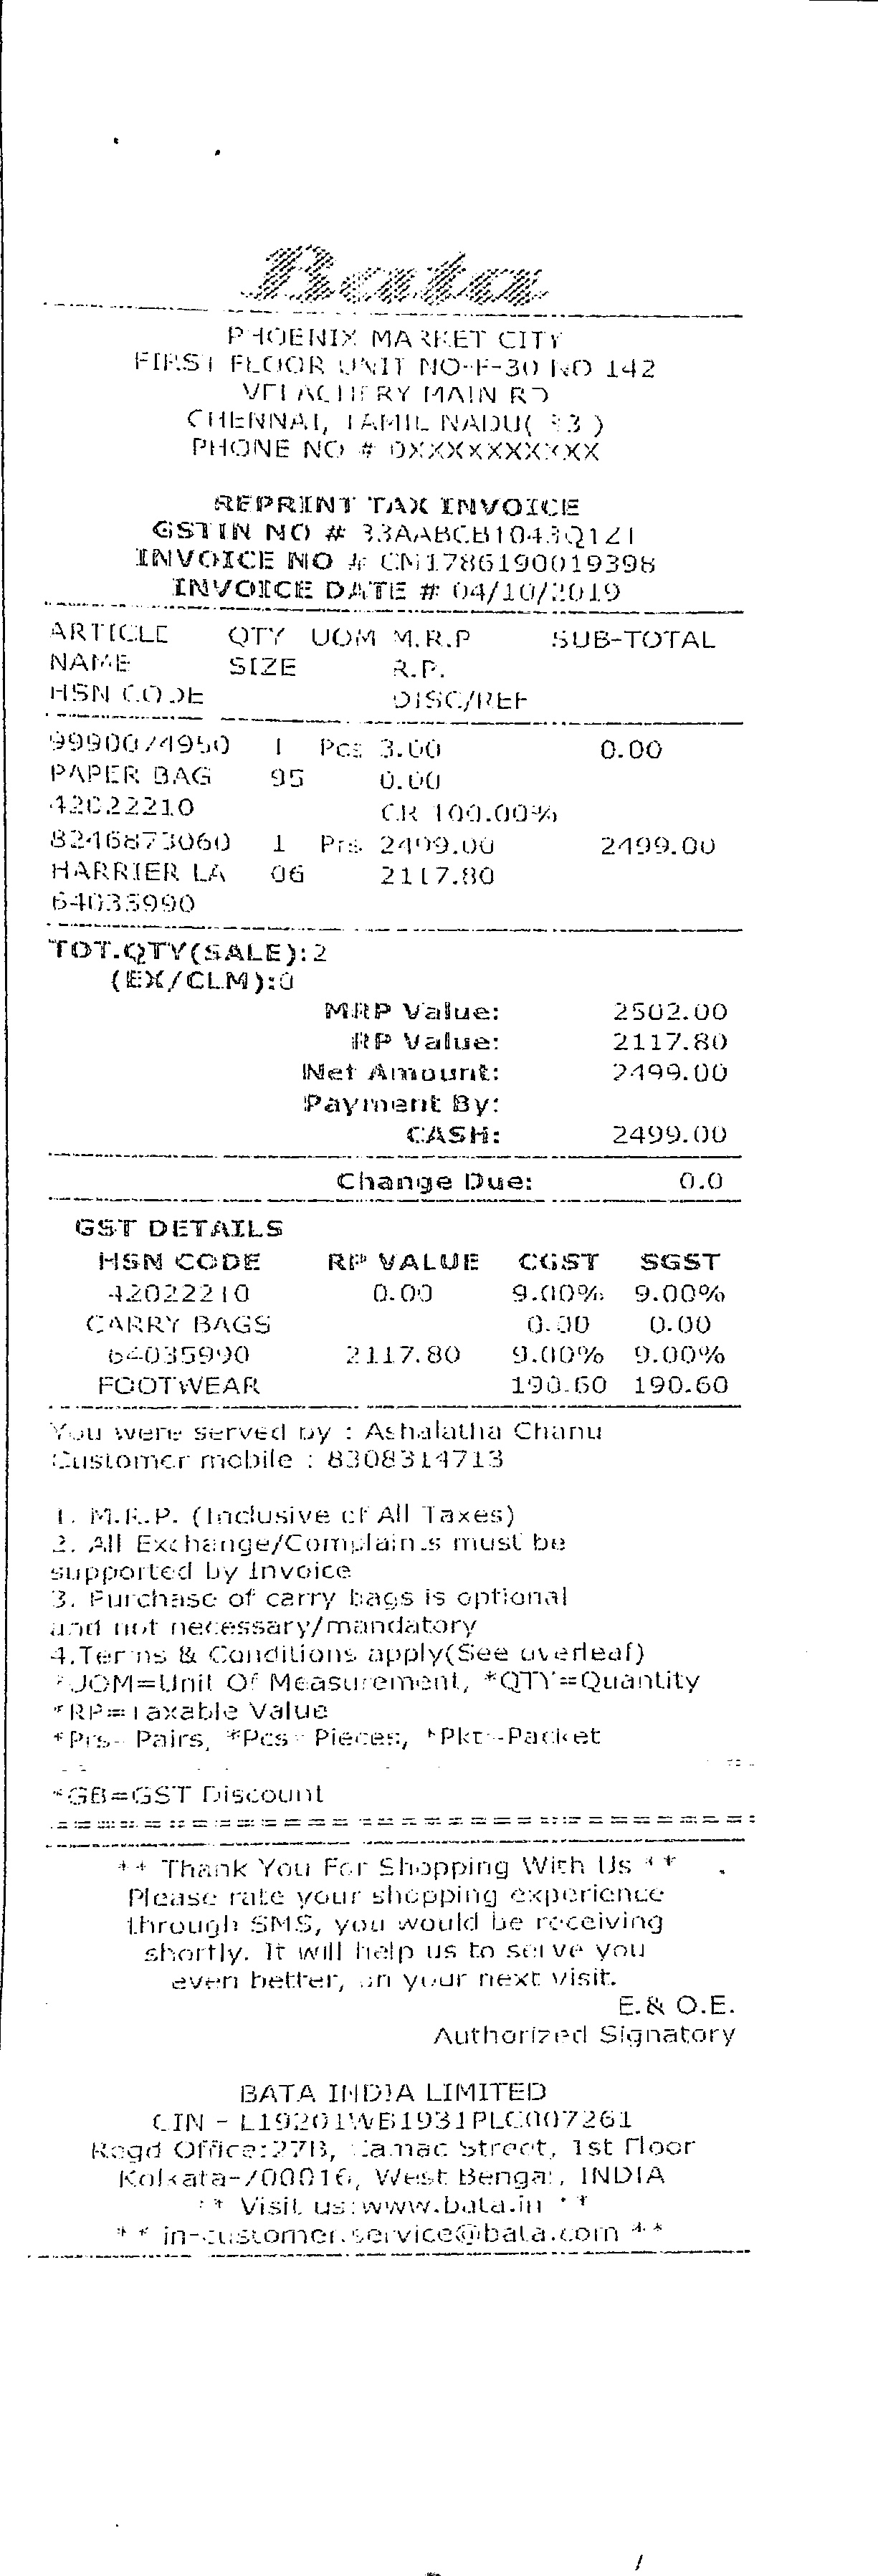 Bata
PHOENIX MARKET CITY
FIRST FLOOR UNIT NO-F-30 NO 142
VELACHERY MAIN RD
CHENNAI, TAMIL NADU( 33 )
PHONE NO # 0XXXXXXXXXX
REPRINT TAX INVOICE
GSTIN NO # 33AABCB1043Q1Z1
INVOICE NO # CN1786190019398
INVOICE DATE # 04/10/2019
ARTICLE QTY UOM M.R.P SUB-TOTAL
NAME SIZE R.P.
HSN CODE DISC/REF
9990074950 1 Pcs 3.00 0.00
PAPER BAG 95 0.00
42022210 CR 100.00%
8246873060 1 Prs 2499.00 2499.00
HARRIER LA 06 2117.80
64035990
TOT.QTY(SALE):2
(EX/CLM):0
MRP Value: 2502.00
RP Value: 2117.80
Net Amount: 2499.00
Payment By:
CASH: 2499.00
Change Due: 0.0
GST DETAILS
HSN CODE RP VALUE CGST SGST
42022210 0.00 9.00% 9.00%
CARRY BAGS 0.00 0.00
64035990 2117.80 9.00% 9.00%
FOOTWEAR 190.60 190.60
You were served by : Ashalatha Chanu
Customer mobile : 8308314713
1. M.R.P. (Inclusive of All Taxes)
2. All Exchange/Complaints must be
supported by Invoice
3. Purchase of carry bags is optional
and not necessary/mandatory
4.Terms & Conditions apply(See overleaf)
*UOM=Unit Of Measurement, *QTY=Quantity
*RP=Taxable Value
*Prs- Pairs, *Pcs- Pieces, *Pkt--Packet
*GB=GST Discount
** Thank You For Shopping With Us **
Please rate your shopping experience
through SMS, you would be receiving
shortly. It will help us to serve you
even better, on your next visit.
E.& O.E.
Authorized Signatory
BATA INDIA LIMITED
CIN - L19201WB1931PLC007261
Regd Office:27B, Camac Street, 1st Floor
Kolkata-700016, West Bengal, INDIA
** Visit us:www.bata.in **
** in-customer.service@bata.com **